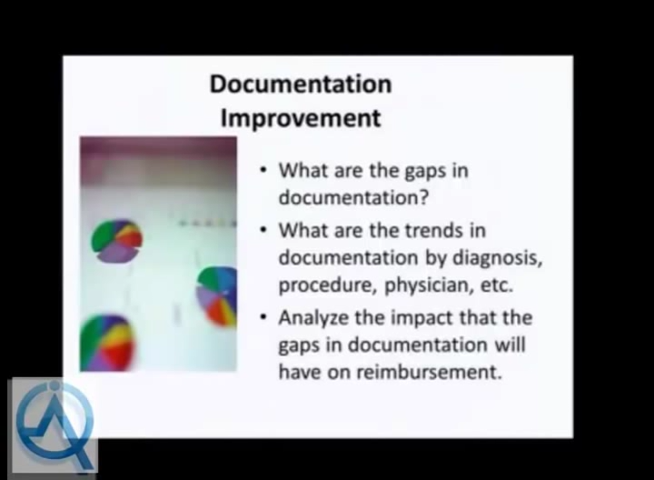 Documentation
Improvement
• What are the gaps in
documentation?
• What are the trends in
documentation by diagnosis,
procedure, physician, etc.
• Analyze the impact that the
gaps in documentation will
have on reimbursement.